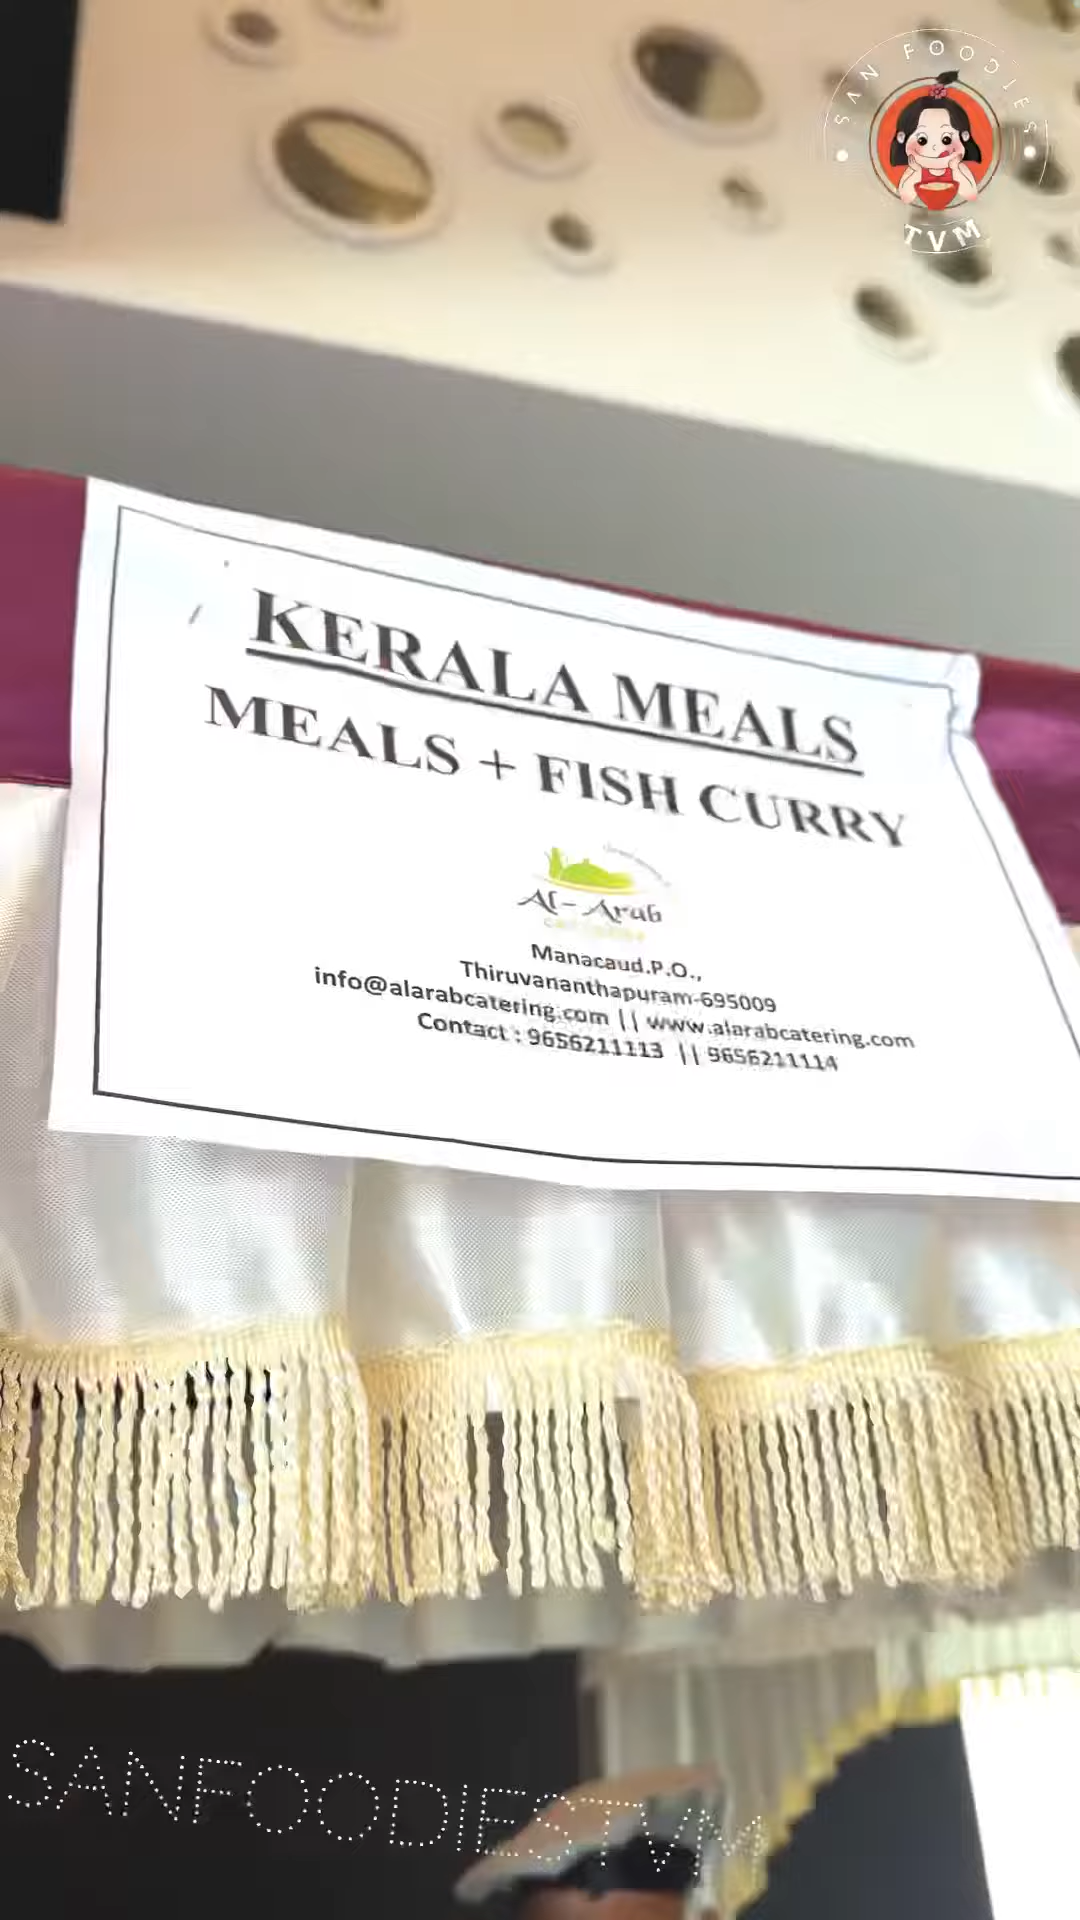 SAN FOODIES
TVM
KERALA MEALS
MEALS + FISH CURRY
Al-Arab
Manacaud.P.O.,
Thiruvananthapuram-695009
info@alarabcatering.com || www.alarabcatering.com
Contact : 9656211113 || 9656211114
SANFOODIESTVM